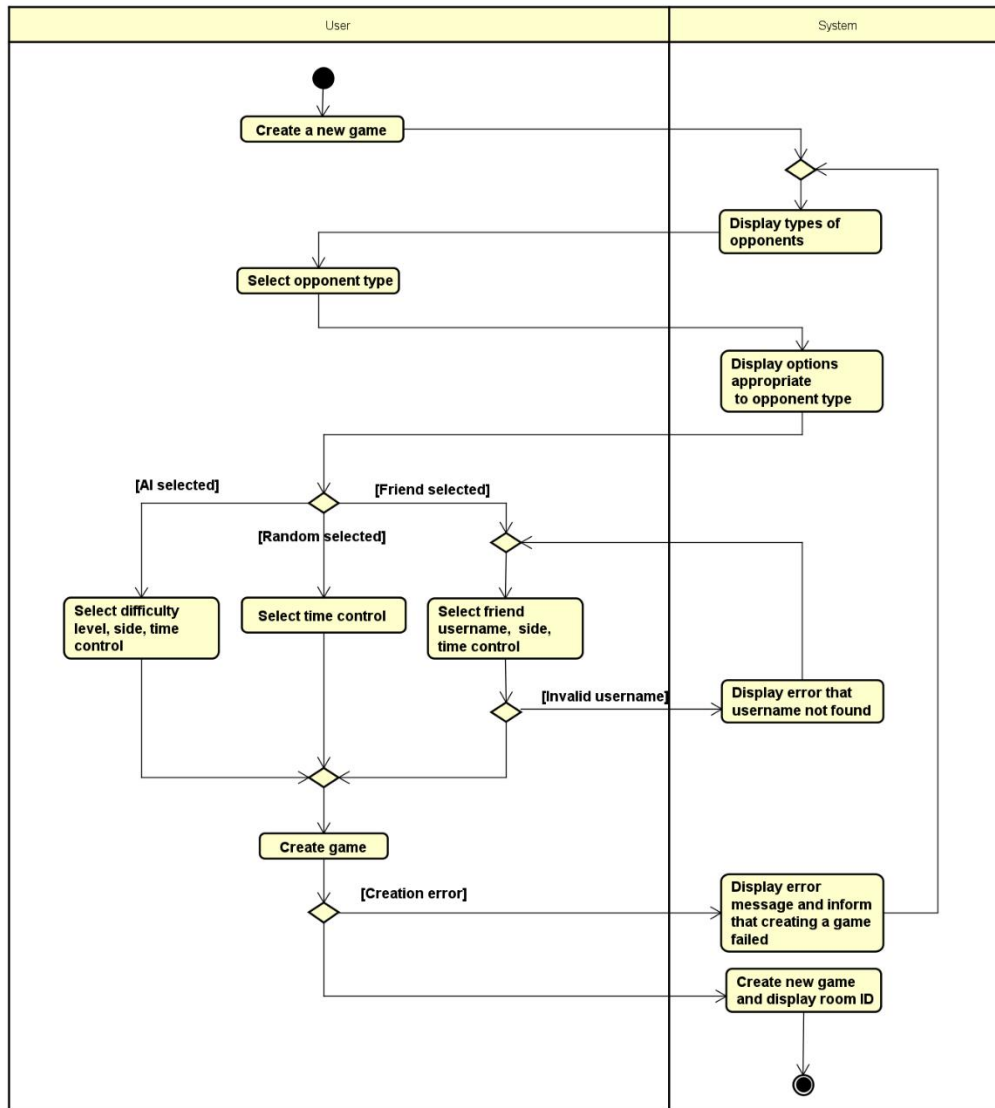 User
System
Create a new game
Display types of
opponents
Select opponent type
Display options
appropriate
to opponent type
[AI selected]
[Friend selected]
[Random selected]
Select difficulty
level, side, time
control
Select time control
Select friend
username, side,
time control
[Invalid username]
Display error that
username not found
Create game
[Creation error]
Display error
message and inform
that creating a game
failed
Create new game
and display room ID